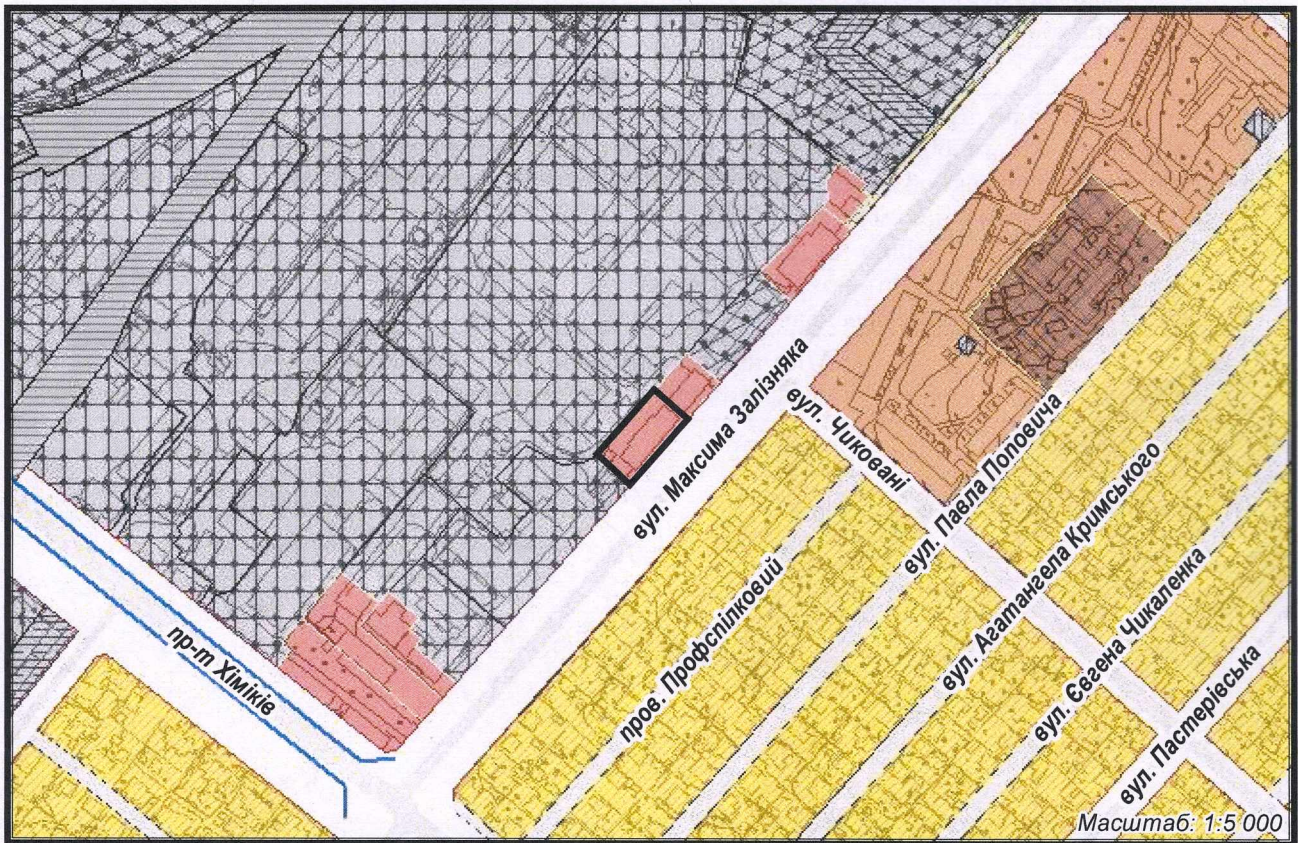 вул. Максима Залізняка
вул. Чиковані
вул. Павла Поповича
вул. Агатангела Кримського
вул. Євгена Чикаленка
вул. Пастерівська
пров. Профспілковий
пр-т Хіміків
Масштаб: 1:5 000